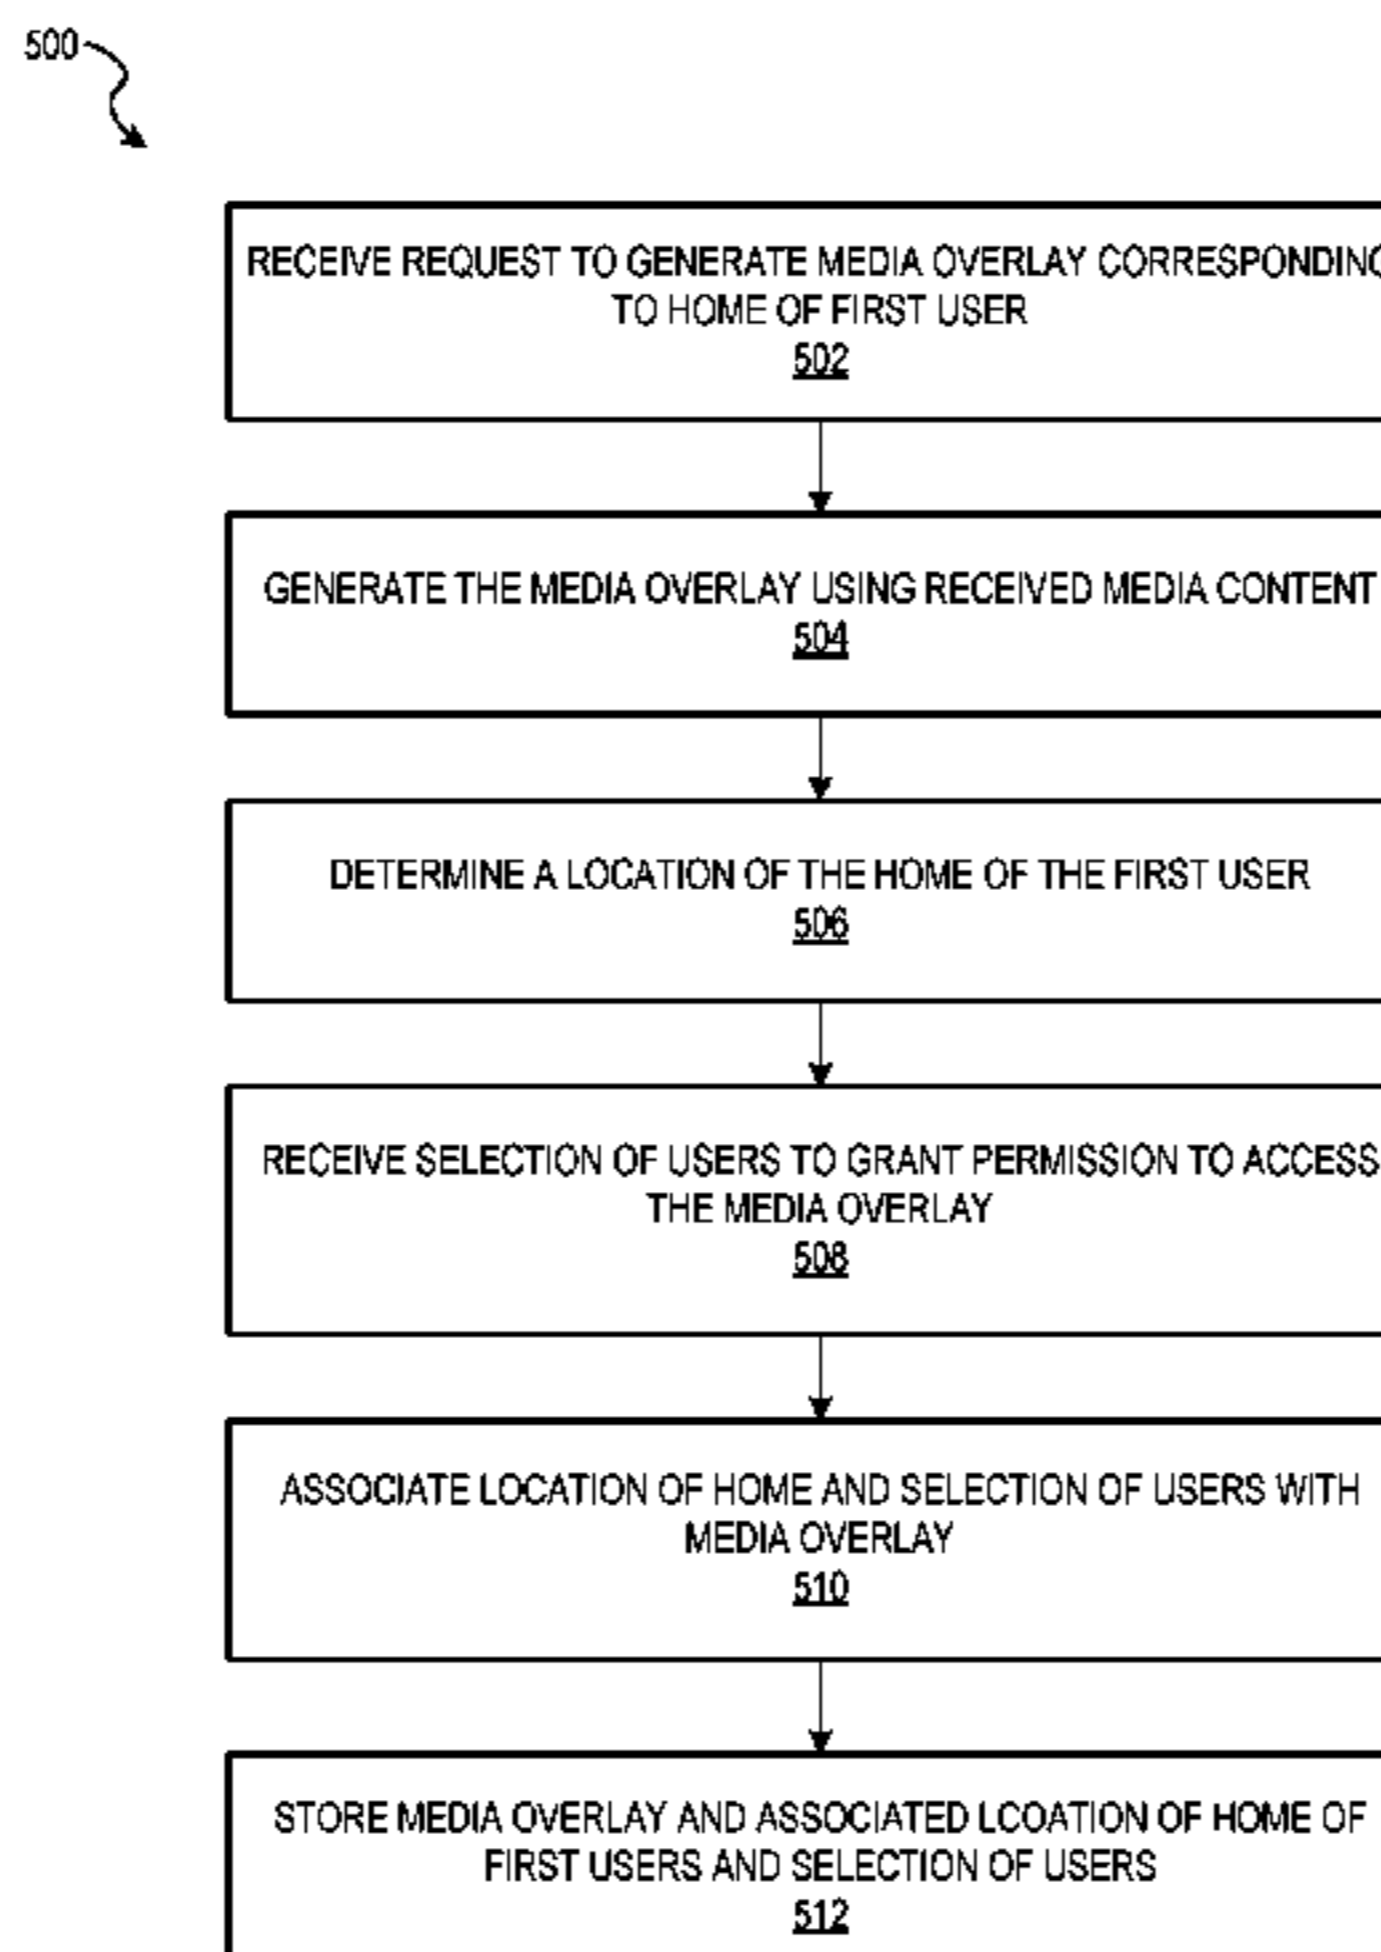 500
RECEIVE REQUEST TO GENERATE MEDIA OVERLAY CORRESPONDING
TO HOME OF FIRST USER
502
GENERATE THE MEDIA OVERLAY USING RECEIVED MEDIA CONTENT
504
DETERMINE A LOCATION OF THE HOME OF THE FIRST USER
506
RECEIVE SELECTION OF USERS TO GRANT PERMISSION TO ACCESS
THE MEDIA OVERLAY
508
ASSOCIATE LOCATION OF HOME AND SELECTION OF USERS WITH
MEDIA OVERLAY
510
STORE MEDIA OVERLAY AND ASSOCIATED LCOATION OF HOME OF
FIRST USERS AND SELECTION OF USERS
512